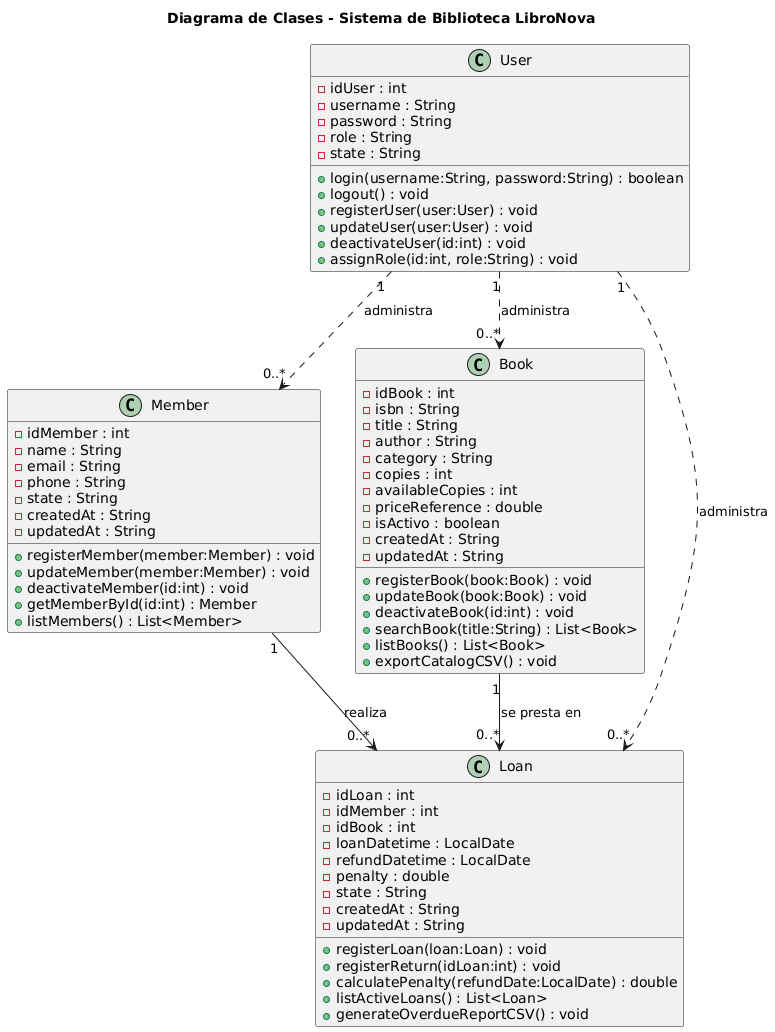 Diagrama de Clases - Sistema de Biblioteca LibroNova
C User
idUser : int
username : String
password : String
role : String
state : String
login(username:String, password:String) : boolean
logout() : void
registerUser(user:User) : void
updateUser(user:User) : void
deactivateUser(id:int) : void
assignRole(id:int, role:String) : void
1
1
1
administra
administra
0..*
0..*
C Member
idMember : int
name : String
email : String
phone : String
state : String
createdAt : String
updatedAt : String
registerMember(member:Member) : void
updateMember(member:Member) : void
deactivateMember(id:int) : void
getMemberById(id:int) : Member
listMembers() : List<Member>
C Book
idBook : int
isbn : String
title : String
author : String
category : String
copies : int
availableCopies : int
priceReference : double
isActivo : boolean
createdAt : String
updatedAt : String
registerBook(book:Book) : void
updateBook(book:Book) : void
deactivateBook(id:int) : void
searchBook(title:String) : List<Book>
listBooks() : List<Book>
exportCatalogCSV() : void
administra
1
realiza
0..*
1
se presta en
0..*
0..*
C Loan
idLoan : int
idMember : int
idBook : int
loanDatetime : LocalDate
refundDatetime : LocalDate
penalty : double
state : String
createdAt : String
updatedAt : String
registerLoan(loan:Loan) : void
registerReturn(idLoan:int) : void
calculatePenalty(refundDate:LocalDate) : double
listActiveLoans() : List<Loan>
generateOverdueReportCSV() : void